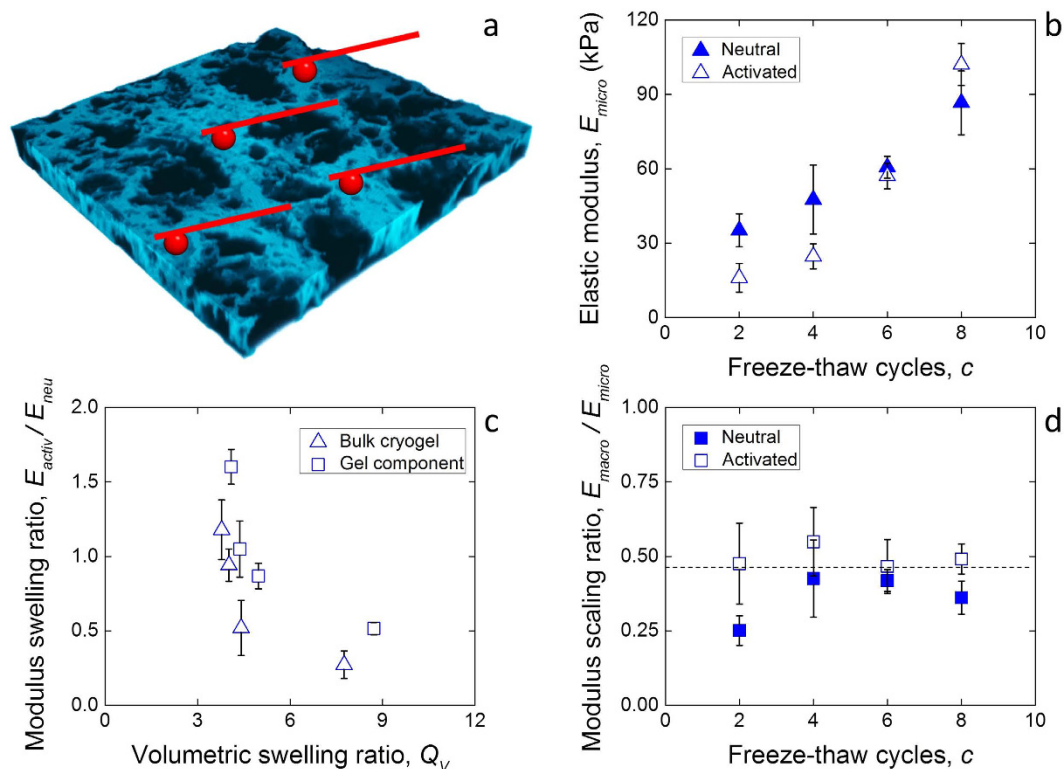 a
b
Elastic modulus, E_micro (kPa)
120
90
60
30
0
Neutral
Activated
0 2 4 6 8 10
Freeze-thaw cycles, c
c
Modulus swelling ratio, E_activ / E_neu
2.0
1.5
1.0
0.5
0.0
Bulk cryogel
Gel component
0 3 6 9 12
Volumetric swelling ratio, Q_V
d
Modulus scaling ratio, E_macro / E_micro
1.00
0.75
0.50
0.25
0.00
Neutral
Activated
0 2 4 6 8 10
Freeze-thaw cycles, c